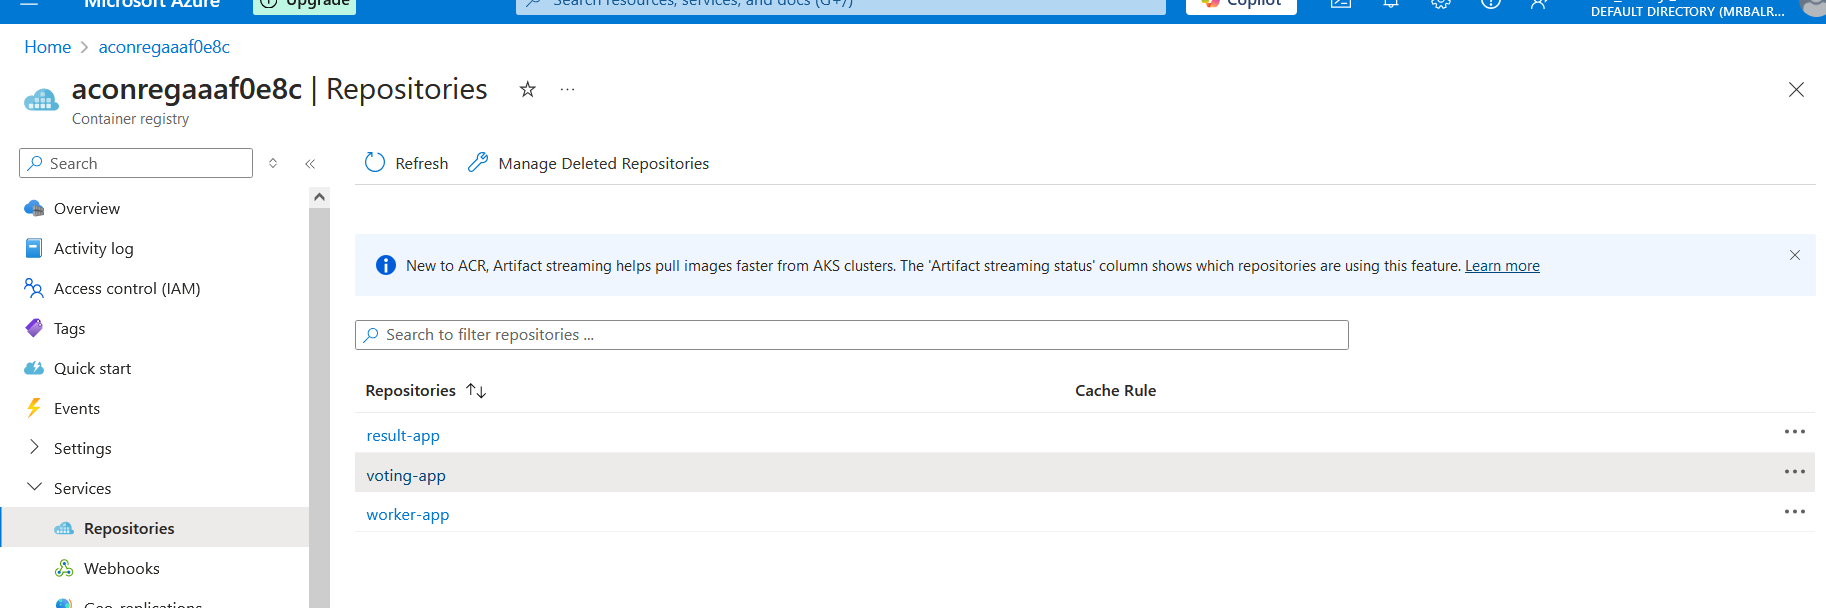 Microsoft Azure
Upgrade
Search resources, services, and docs (G+/)
Copilot
DEFAULT DIRECTORY (MRBALR...
Home > aconregaaaf0e8c
aconregaaaf0e8c | Repositories
Container registry
Search
Refresh
Manage Deleted Repositories
Overview
Activity log
Access control (IAM)
Tags
Quick start
Events
Settings
Services
Repositories
Webhooks
Geo-replications
New to ACR, Artifact streaming helps pull images faster from AKS clusters. The 'Artifact streaming status' column shows which repositories are using this feature. Learn more
Search to filter repositories ...
Repositories Cache Rule
result-app
voting-app
worker-app